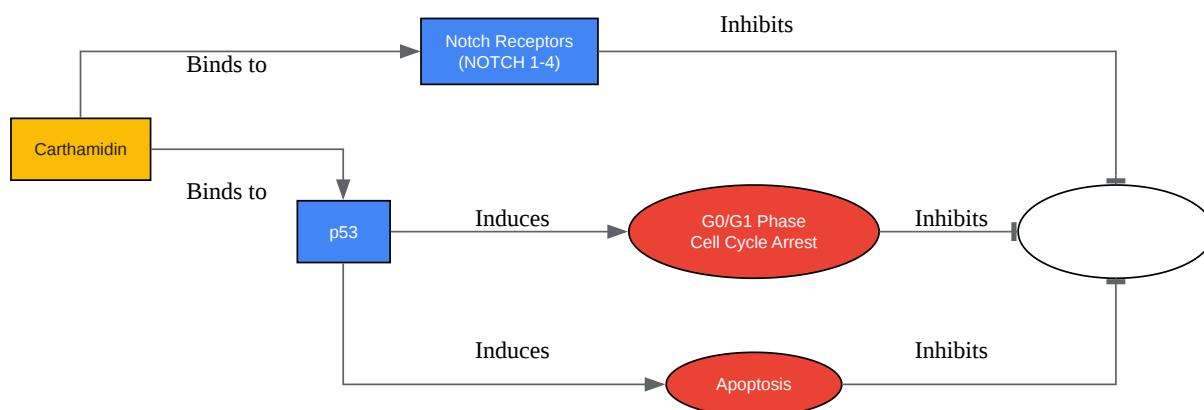 Inhibits
Notch Receptors
(NOTCH 1-4)
Binds to
Carthamidin
Binds to
p53
Induces
G0/G1 Phase
Cell Cycle Arrest
Inhibits
Induces
Apoptosis
Inhibits